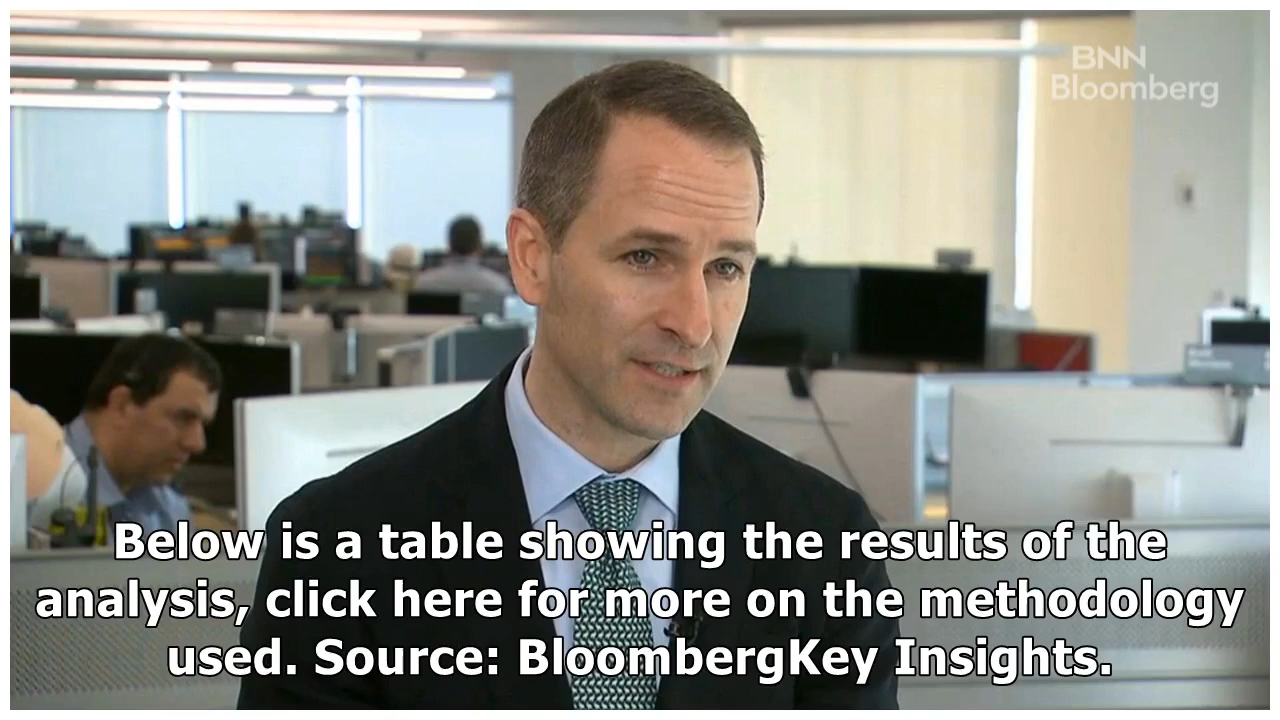 BNN
Bloomberg
Below is a table showing the results of the
analysis, click here for more on the methodology
used. Source: BloombergKey Insights.